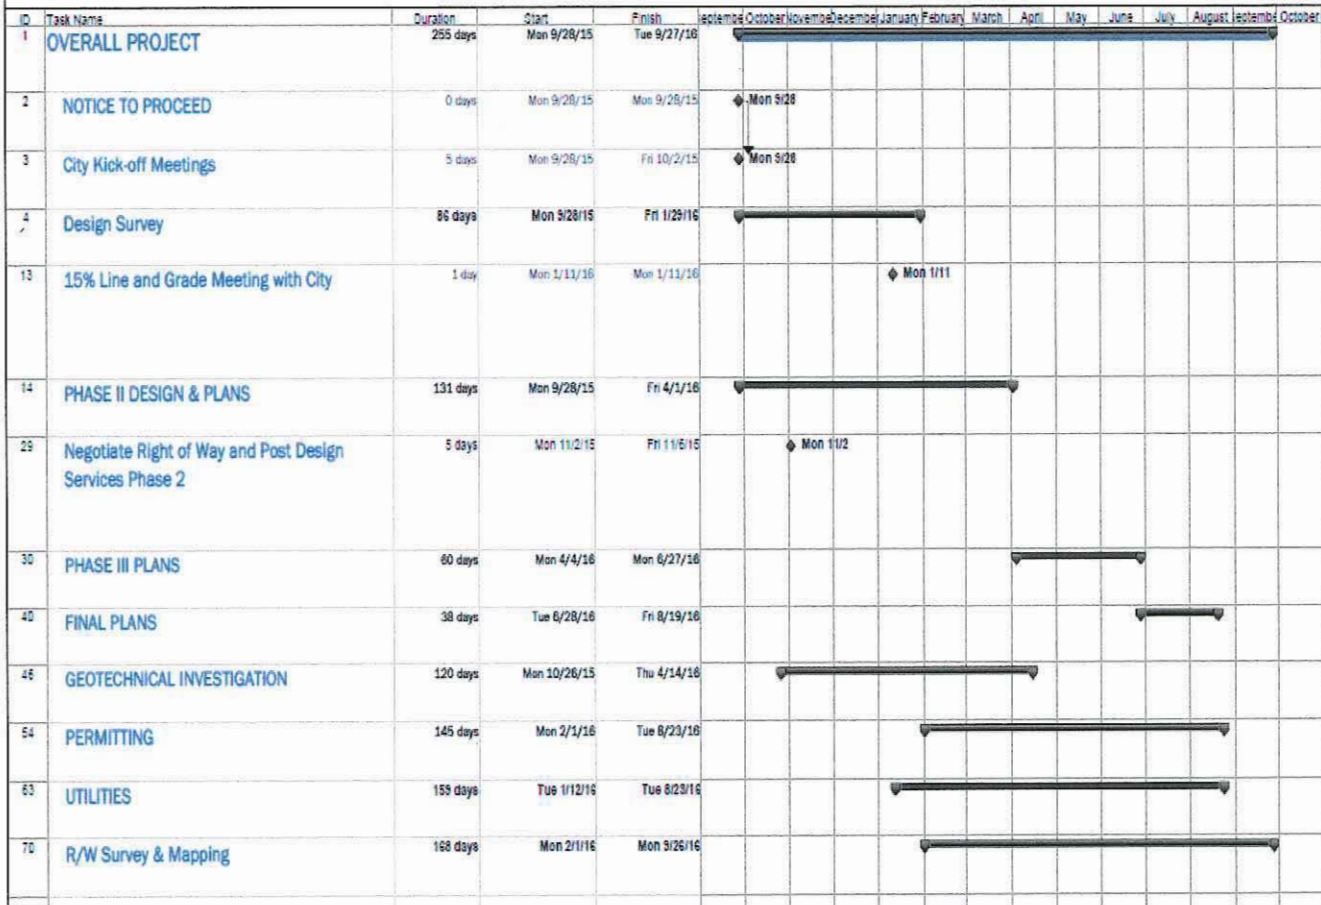 ID Task Name Duration Start Finish eptembe October Novembe December January February March April May June July August eptembe October
1 OVERALL PROJECT 255 days Mon 9/28/15 Tue 9/27/16
2 NOTICE TO PROCEED 0 days Mon 9/28/15 Mon 9/28/15 Mon 9/28
3 City Kick-off Meetings 5 days Mon 9/28/15 Fri 10/2/15 Mon 9/28
4 Design Survey 86 days Mon 9/28/15 Fri 1/29/16
13 15% Line and Grade Meeting with City 1 day Mon 1/11/16 Mon 1/11/16 Mon 1/11
14 PHASE II DESIGN & PLANS 131 days Mon 9/28/15 Fri 4/1/16
29 Negotiate Right of Way and Post Design 5 days Mon 11/2/15 Fri 11/6/15 Mon 11/2
Services Phase 2
30 PHASE III PLANS 60 days Mon 4/4/16 Mon 6/27/16
40 FINAL PLANS 38 days Tue 6/28/16 Fri 8/19/16
GEOTECHNICAL INVESTIGATION 120 days Mon 10/26/15 Thu 4/14/16
54 PERMITTING 145 days Mon 2/1/16 Tue 8/23/16
63 UTILITIES 159 days Tue 1/12/16 Tue 8/23/16
70 R/W Survey & Mapping 168 days Mon 2/1/16 Mon 9/26/16